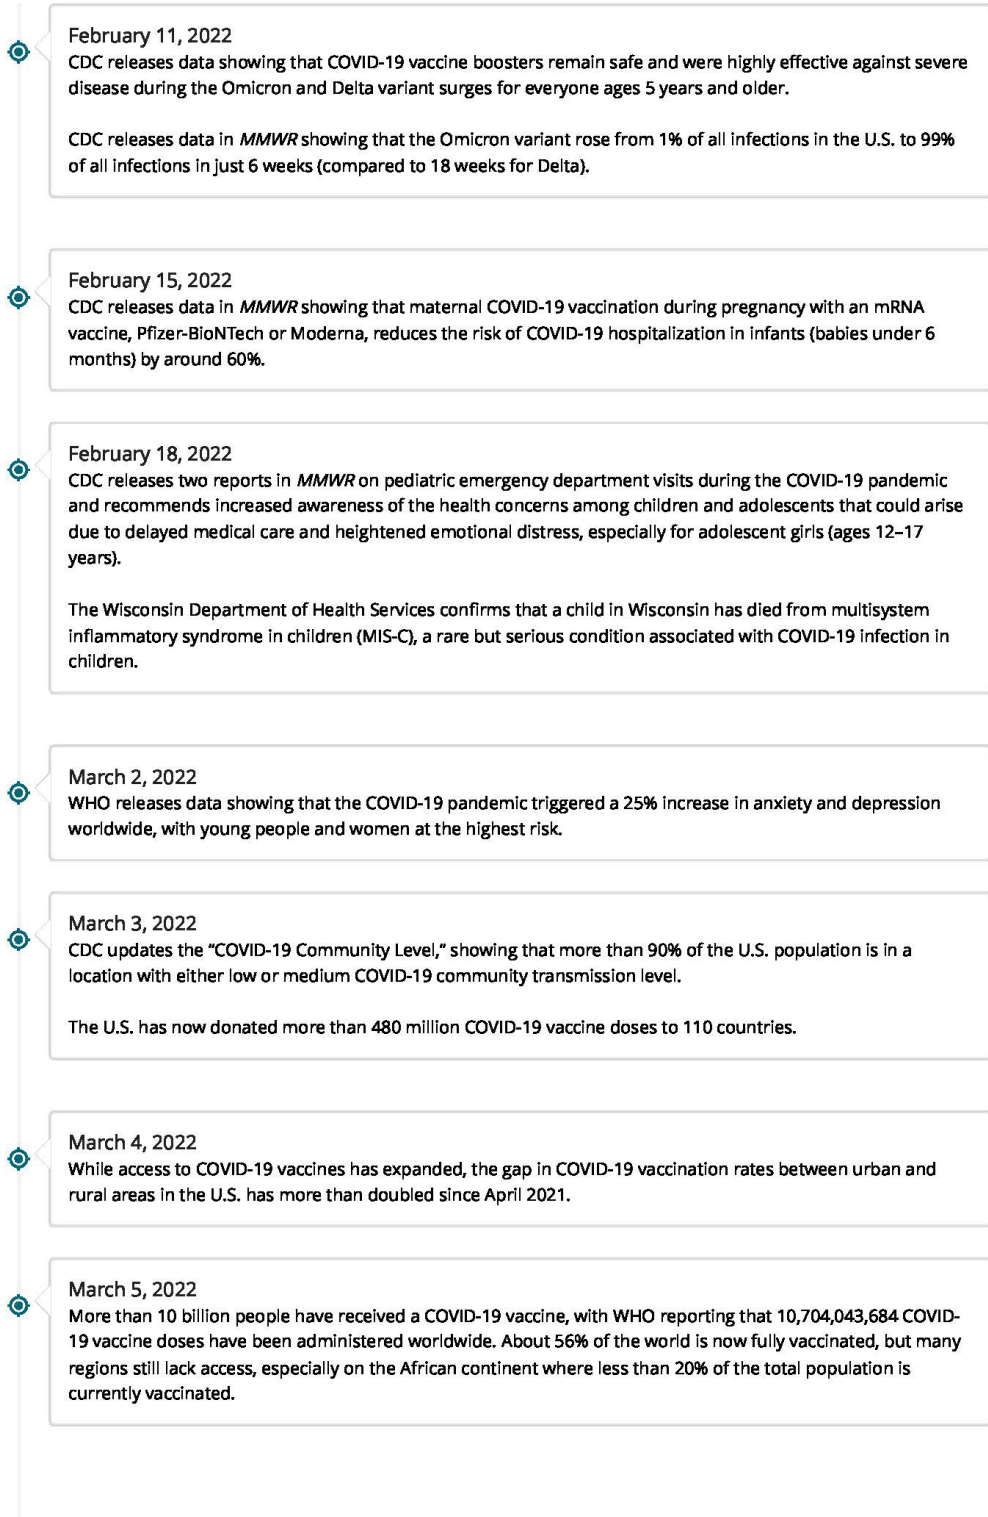 February 11, 2022
CDC releases data showing that COVID-19 vaccine boosters remain safe and were highly effective against severe
disease during the Omicron and Delta variant surges for everyone ages 5 years and older.
CDC releases data in MMWR showing that the Omicron variant rose from 1% of all infections in the U.S. to 99%
of all infections in just 6 weeks (compared to 18 weeks for Delta).
February 15, 2022
CDC releases data in MMWR showing that maternal COVID-19 vaccination during pregnancy with an mRNA
vaccine, Pfizer-BioNTech or Moderna, reduces the risk of COVID-19 hospitalization in infants (babies under 6
months) by around 60%.
February 18, 2022
CDC releases two reports in MMWR on pediatric emergency department visits during the COVID-19 pandemic
and recommends increased awareness of the health concerns among children and adolescents that could arise
due to delayed medical care and heightened emotional distress, especially for adolescent girls (ages 12–17
years).
The Wisconsin Department of Health Services confirms that a child in Wisconsin has died from multisystem
inflammatory syndrome in children (MIS-C), a rare but serious condition associated with COVID-19 infection in
children.
March 2, 2022
WHO releases data showing that the COVID-19 pandemic triggered a 25% increase in anxiety and depression
worldwide, with young people and women at the highest risk.
March 3, 2022
CDC updates the “COVID-19 Community Level,” showing that more than 90% of the U.S. population is in a
location with either low or medium COVID-19 community transmission level.
The U.S. has now donated more than 480 million COVID-19 vaccine doses to 110 countries.
March 4, 2022
While access to COVID-19 vaccines has expanded, the gap in COVID-19 vaccination rates between urban and
rural areas in the U.S. has more than doubled since April 2021.
March 5, 2022
More than 10 billion people have received a COVID-19 vaccine, with WHO reporting that 10,704,043,684 COVID-
19 vaccine doses have been administered worldwide. About 56% of the world is now fully vaccinated, but many
regions still lack access, especially on the African continent where less than 20% of the total population is
currently vaccinated.